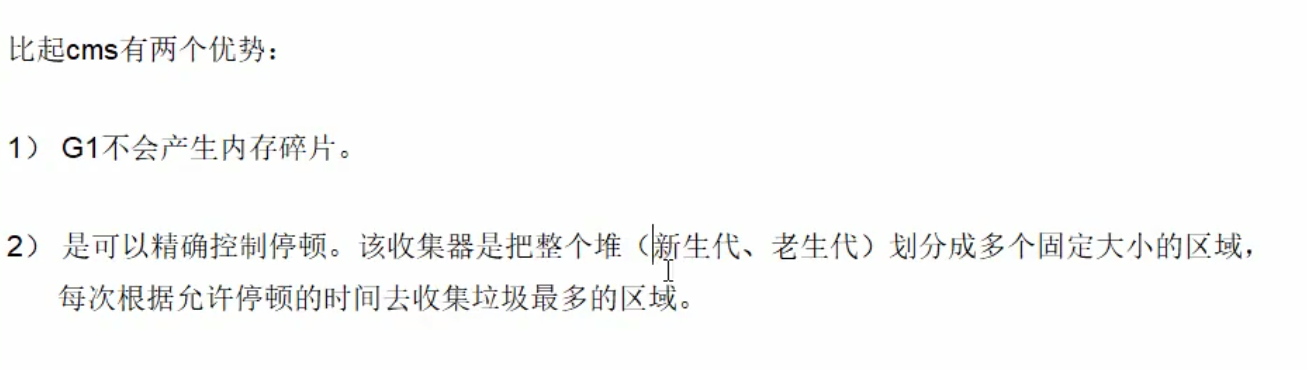 比起cms有两个优势：
1） G1不会产生内存碎片。
2） 是可以精确控制停顿。该收集器是把整个堆（新生代、老生代）划分成多个固定大小的区域，
每次根据允许停顿的时间去收集垃圾最多的区域。